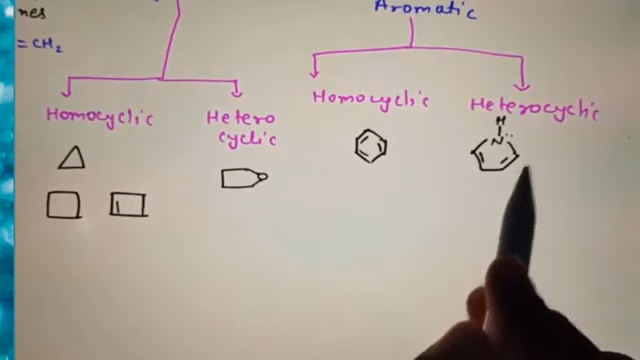 nes
= CH₂
Aromatic
Homocyclic
Hetero
cyclic
Homocyclic
Heterocyclic
H
N